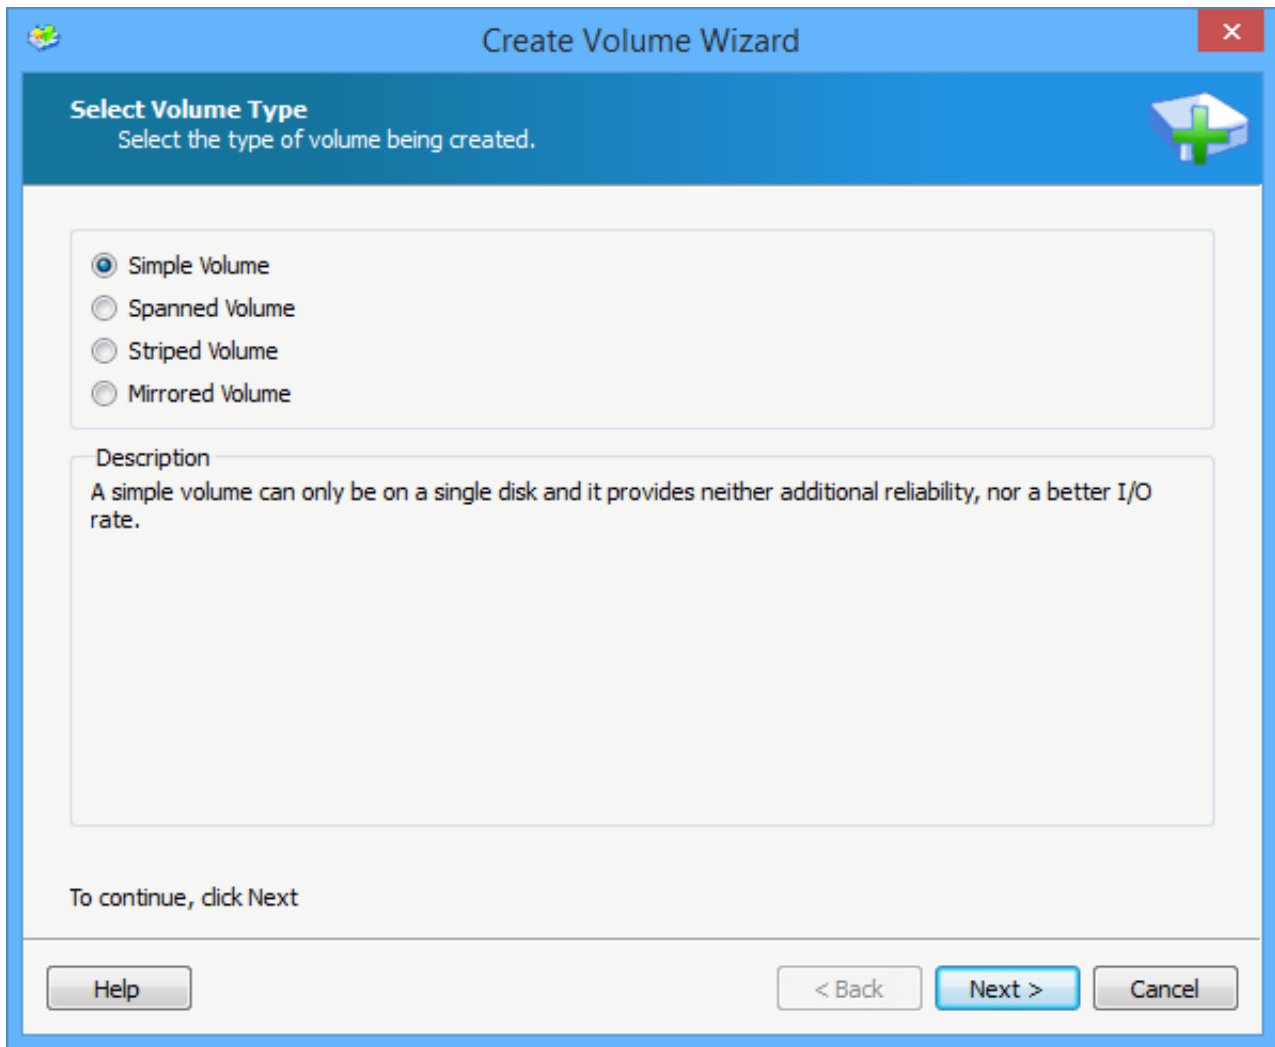 Create Volume Wizard
Select Volume Type
Select the type of volume being created.
Simple Volume
Spanned Volume
Striped Volume
Mirrored Volume
Description
A simple volume can only be on a single disk and it provides neither additional reliability, nor a better I/O
rate.
To continue, click Next
Help
< Back
Next >
Cancel